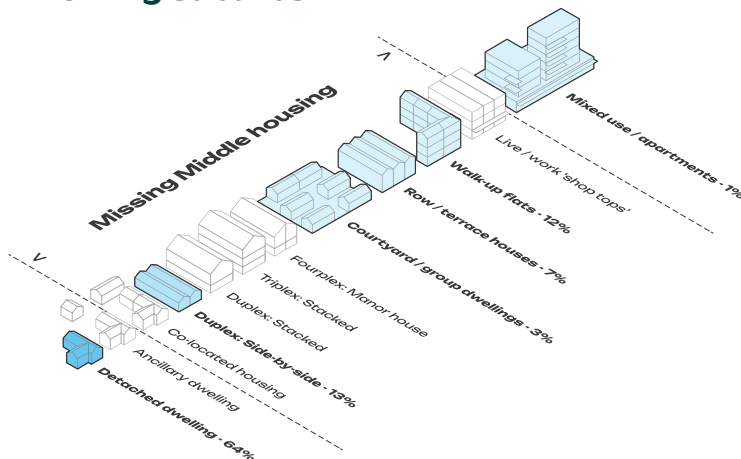 Missing Middle housing
Mixed use / apartments - 1%
Live / work 'shop tops'
Walk-up flats - 12%
Row / terrace houses - 7%
Courtyard / group dwellings - 3%
Fourplex: Manor house
Triplex: Stacked
Duplex: Stacked
Duplex: Side-by-side - 13%
Co-located housing
Ancillary dwelling
Detached dwelling - 64%